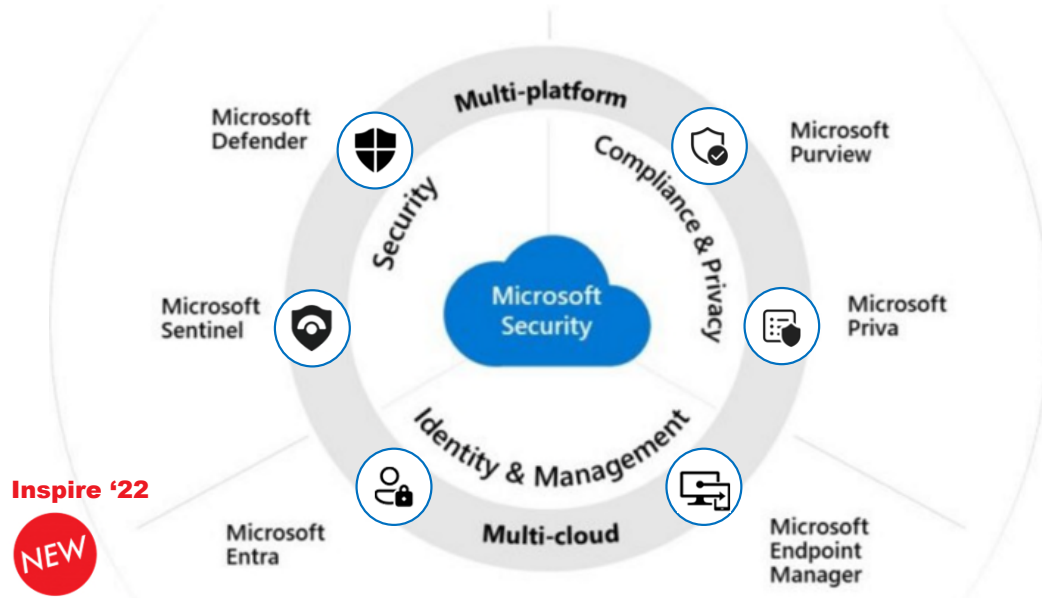 Multi-platform
Microsoft
Defender
Microsoft
Purview
Security
Compliance & Privacy
Microsoft
Security
Microsoft
Sentinel
Microsoft
Priva
Identity & Management
Inspire ‘22
NEW
Multi-cloud
Microsoft
Entra
Microsoft
Endpoint
Manager